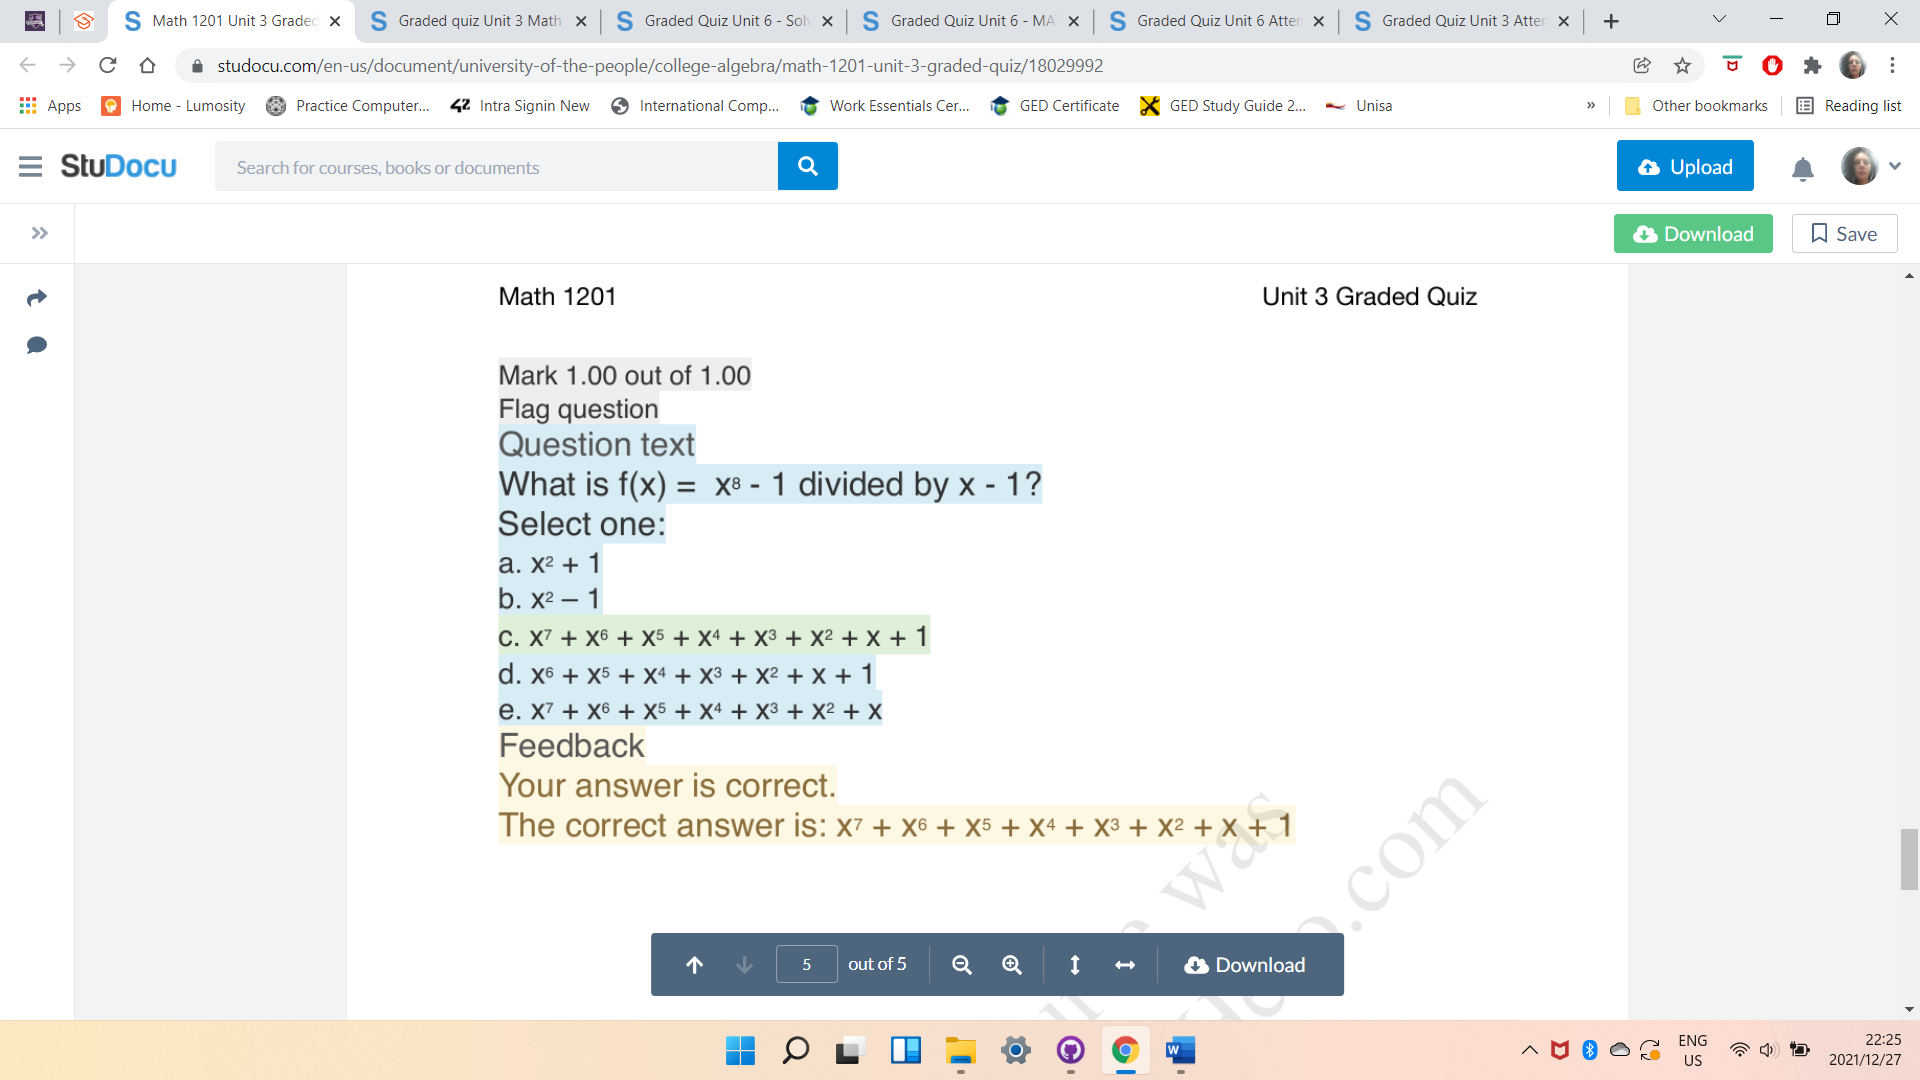 Math 1201 Unit 3 Graded
Graded quiz Unit 3 Math
Graded Quiz Unit 6 - Solv
Graded Quiz Unit 6 - MAT
Graded Quiz Unit 6 Atten
Graded Quiz Unit 3 Atten
studocu.com/en-us/document/university-of-the-people/college-algebra/math-1201-unit-3-graded-quiz/18029992
Apps Home - Lumosity Practice Computer... Intra Signin New International Comp... Work Essentials Cer... GED Certificate GED Study Guide 2... Unisa » Other bookmarks Reading list
StuDocu Search for courses, books or documents Upload
Download Save
Math 1201 Unit 3 Graded Quiz
Mark 1.00 out of 1.00
Flag question
Question text
What is f(x) = x⁸ - 1 divided by x - 1?
Select one:
a. x² + 1
b. x² – 1
c. x⁷ + x⁶ + x⁵ + x⁴ + x³ + x² + x + 1
d. x⁶ + x⁵ + x⁴ + x³ + x² + x + 1
e. x⁷ + x⁶ + x⁵ + x⁴ + x³ + x² + x
Feedback
Your answer is correct.
The correct answer is: x⁷ + x⁶ + x⁵ + x⁴ + x³ + x² + x + 1
was
.com
5 out of 5 Download
ENG
US
22:25
2021/12/27